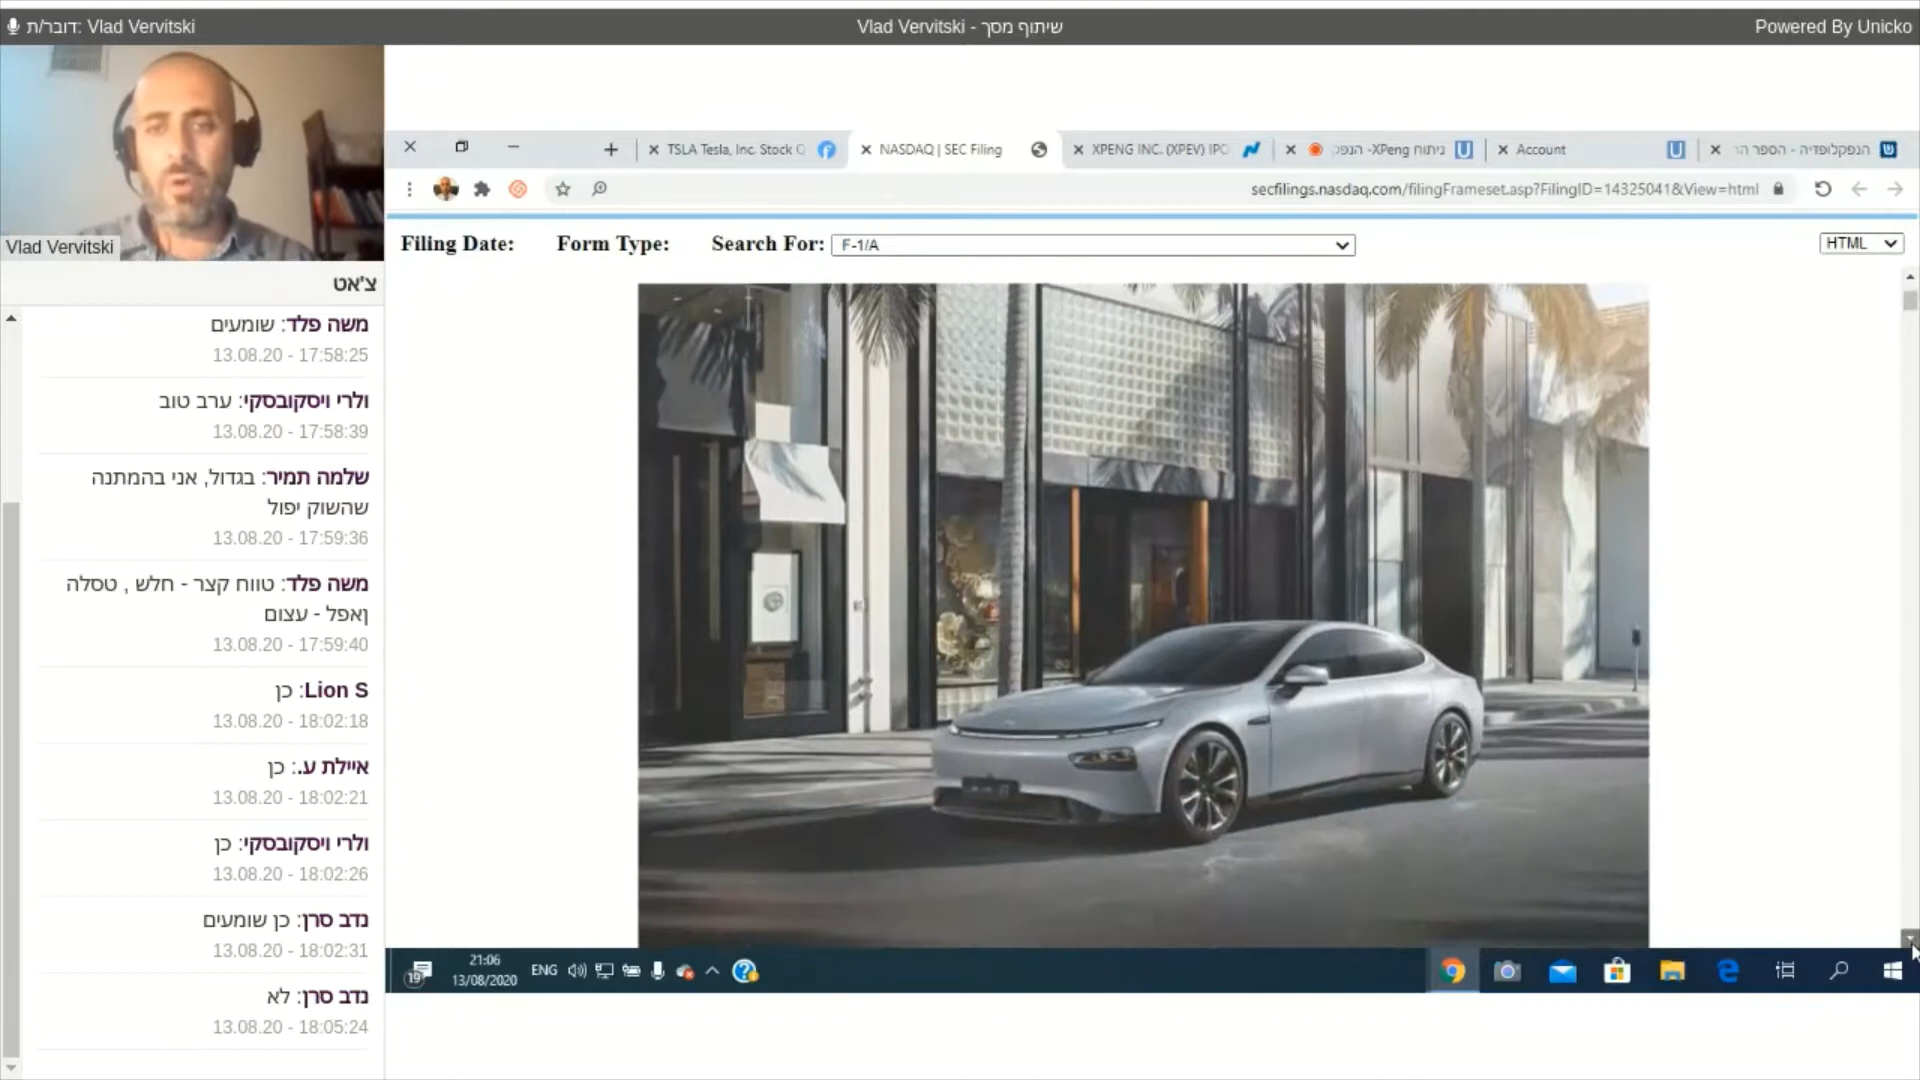 דובר/ת: Vlad Vervitski
שיתוף מסך - Vlad Vervitski
Powered By Unicko
Vlad Vervitski
צ'אט
משה פלד: שומעים
13.08.20 - 17:58:25
ולרי ויסקובסקי: ערב טוב
13.08.20 - 17:58:39
שלמה תמיר: בגדול, אני בהמתנה
שהשוק יפול
13.08.20 - 17:59:36
משה פלד: טווח קצר - חלש , טסלה
ןאפל - עצום
13.08.20 - 17:59:40
Lion S: כן
13.08.20 - 18:02:18
איילת ע.: כן
13.08.20 - 18:02:21
ולרי ויסקובסקי: כן
13.08.20 - 18:02:26
נדב סרן: כן שומעים
13.08.20 - 18:02:31
נדב סרן: לא
13.08.20 - 18:05:24
TSLA Tesla, Inc. Stock
NASDAQ | SEC Filing
XPENG INC. (XPEV) IPO
ניתוח XPeng- הנפק
Account
הנפקלופדיה - הספר הר
secfilings.nasdaq.com/filingFrameset.asp?FilingID=14325041&View=html
Filing Date: Form Type: Search For: F-1/A
HTML
19
21:06
13/08/2020
ENG